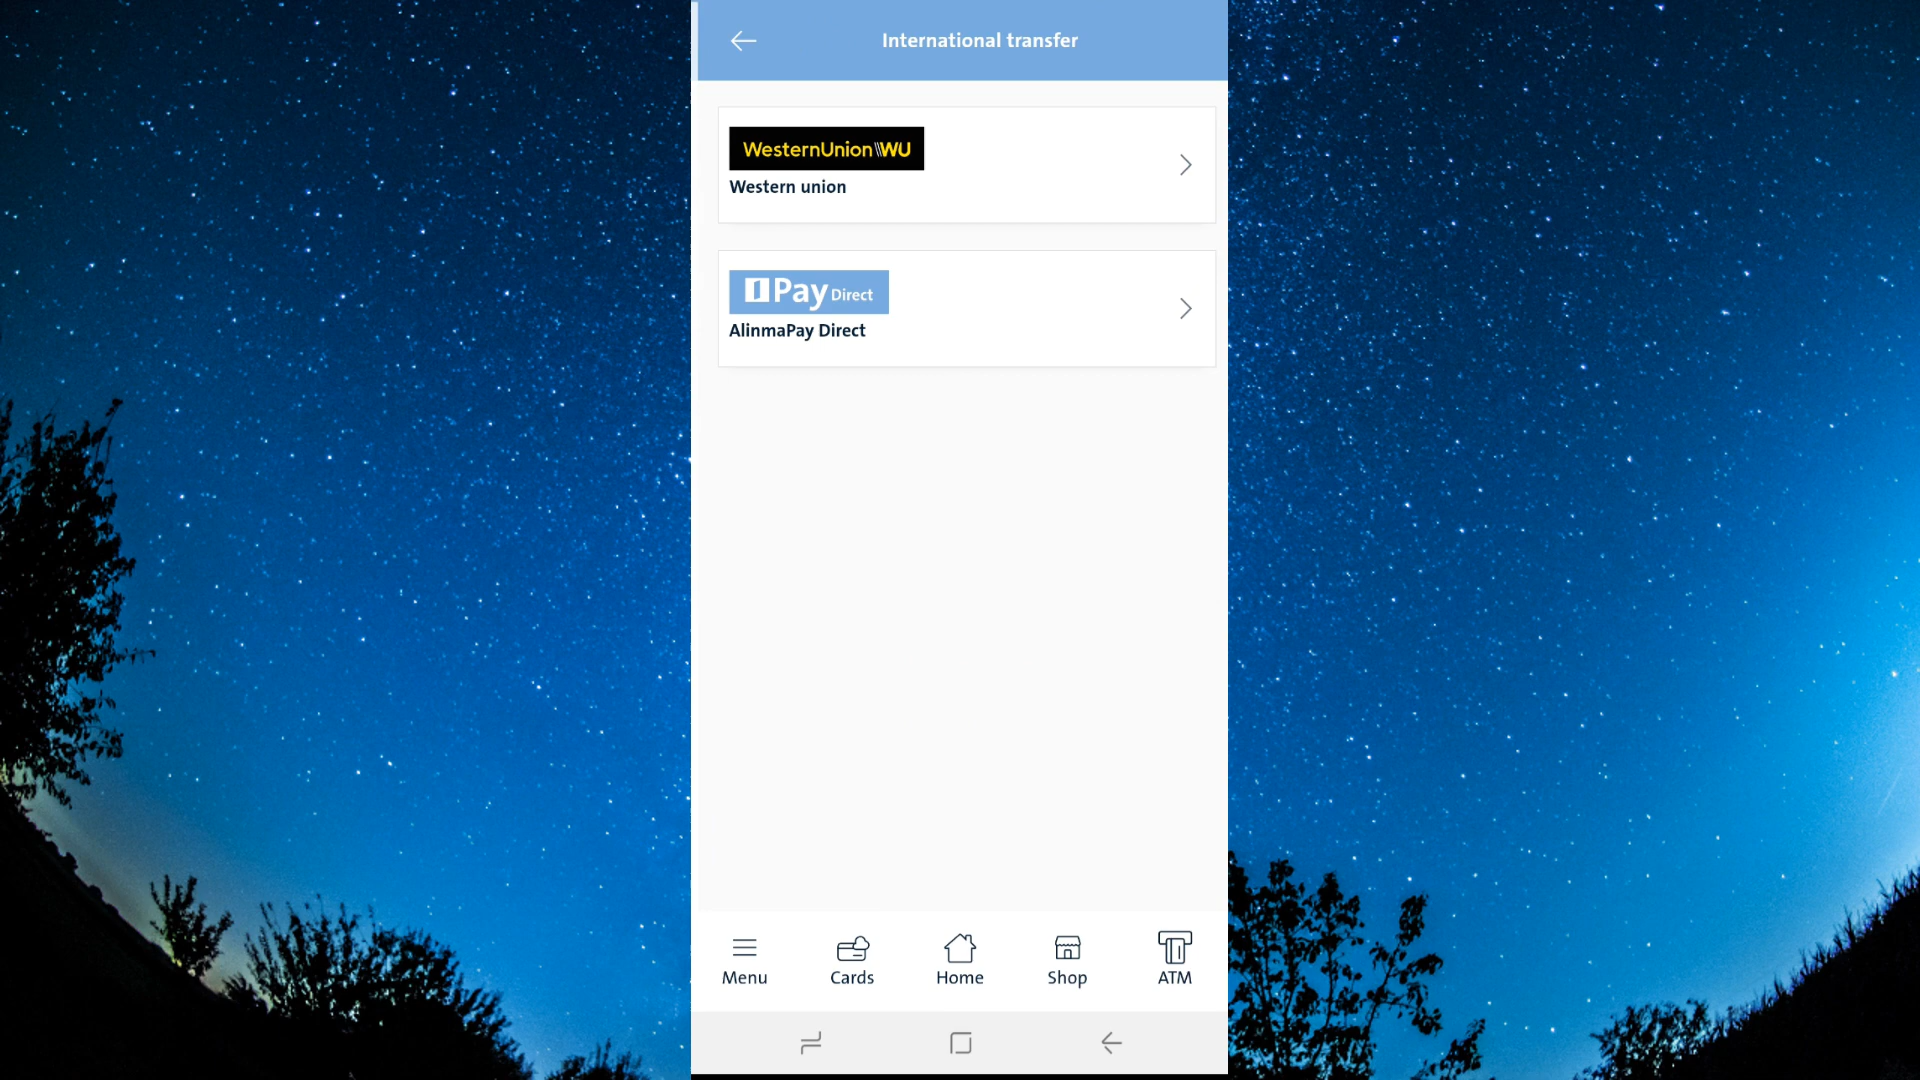 International transfer
WesternUnion WU
Western union
Pay Direct
AlinmaPay Direct
Menu Cards Home Shop ATM